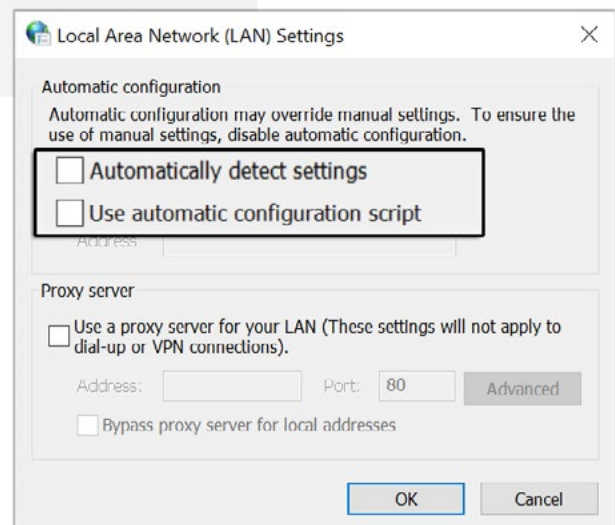 Local Area Network (LAN) Settings
Automatic configuration
Automatic configuration may override manual settings. To ensure the
use of manual settings, disable automatic configuration.
Automatically detect settings
Use automatic configuration script
Address
Proxy server
Use a proxy server for your LAN (These settings will not apply to
dial-up or VPN connections).
Address: Port: 80 Advanced
Bypass proxy server for local addresses
OK Cancel